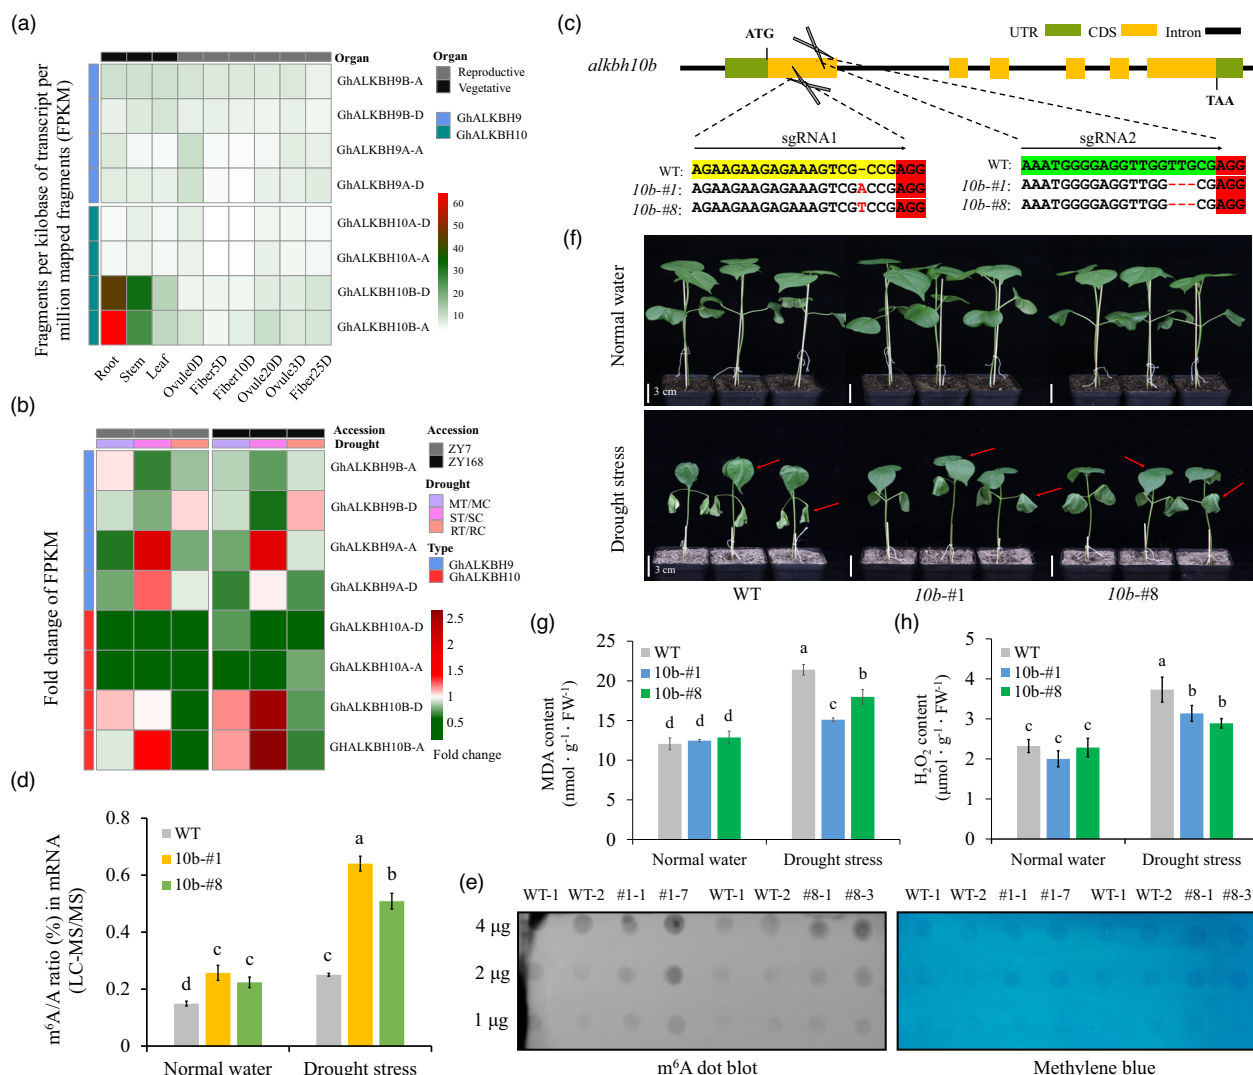 (a)
Organ
Organ
Reproductive
Vegetative
GhALKBH9
GhALKBH10
Fragments per kilobase of transcript per
million mapped fragments (FPKM)
GhALKBH9B-A
GhALKBH9B-D
GhALKBH9A-A
GhALKBH9A-D
GhALKBH10A-D
GhALKBH10A-A
GhALKBH10B-D
GhALKBH10B-A
60
50
40
30
20
10
Root
Stem
Leaf
Ovule0D
Fiber5D
Fiber10D
Ovule20D
Ovule3D
Fiber25D
(b)
Accession
Drought
Accession
ZY7
ZY168
Drought
MT/MC
ST/SC
RT/RC
Type
GhALKBH9
GhALKBH10
Fold change of FPKM
GhALKBH9B-A
GhALKBH9B-D
GhALKBH9A-A
GhALKBH9A-D
GhALKBH10A-D
GhALKBH10A-A
GhALKBH10B-D
GHALKBH10B-A
2.5
2
1.5
1
0.5
Fold change
(c)
UTR CDS Intron
ATG
alkbh10b
TAA
sgRNA1
WT: AGAAGAAGAGAAAGTCG-CCGAGG
10b-#1: AGAAGAAGAGAAAGTCGACCGAGG
10b-#8: AGAAGAAGAGAAAGTCGTCCGAGG
sgRNA2
WT: AAATGGGGAGGTTGGTTGCGAGG
10b-#1: AAATGGGGAGGTTGG---CGAGG
10b-#8: AAATGGGGAGGTTGG---CGAGG
(d)
m⁶A/A ratio (%) in mRNA
(LC-MS/MS)
0.8
0.6
0.4
0.2
0
WT
10b-#1
10b-#8
d c c
c a b
Normal water Drought stress
(f)
Normal water
3 cm
Drought stress
3 cm
WT 10b-#1 10b-#8
(g)
MDA content
(nmol · g⁻¹ · FW⁻¹)
25
20
15
10
5
0
WT
10b-#1
10b-#8
d d d
a c b
Normal water Drought stress
(h)
H₂O₂ content
(μmol · g⁻¹ · FW⁻¹)
5
4
3
2
1
0
WT
10b-#1
10b-#8
c c c
a b b
Normal water Drought stress
(e)
WT-1 WT-2 #1-1 #1-7 WT-1 WT-2 #8-1 #8-3
WT-1 WT-2 #1-1 #1-7 WT-1 WT-2 #8-1 #8-3
4 μg
2 μg
1 μg
m⁶A dot blot
Methylene blue